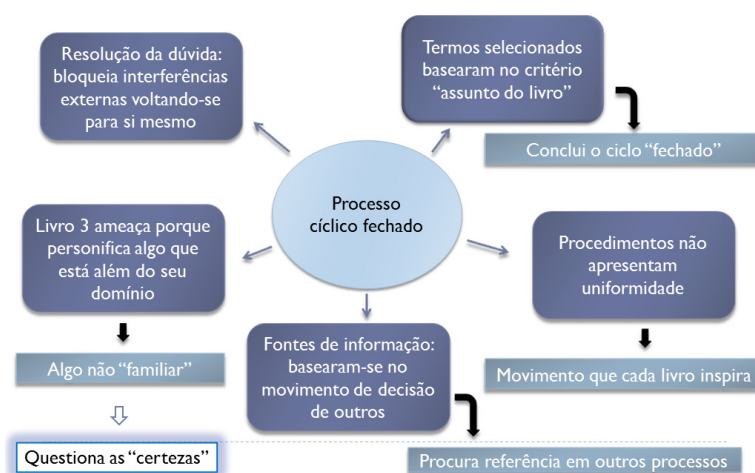 Resolução da dúvida:
bloqueia interferências
externas voltando-se
para si mesmo
Termos selecionados
basearam no critério
“assunto do livro”
Conclui o ciclo “fechado”
Processo
cíclico fechado
Livro 3 ameaça porque
personifica algo que
está além do seu
domínio
Procedimentos não
apresentam
uniformidade
Fontes de informação:
basearam-se no
movimento de decisão
de outros
Algo não “familiar”
Movimento que cada livro inspira
Questiona as “certezas”
Procura referência em outros processos